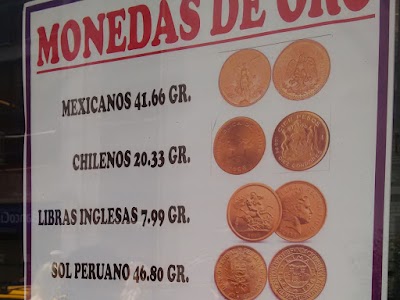 MONEDAS DE ORO
MEXICANOS 41.66 GR.
CHILENOS 20.33 GR.
LIBRAS INGLESAS 7.99 GR.
SOL PERUANO 46.80 GR.